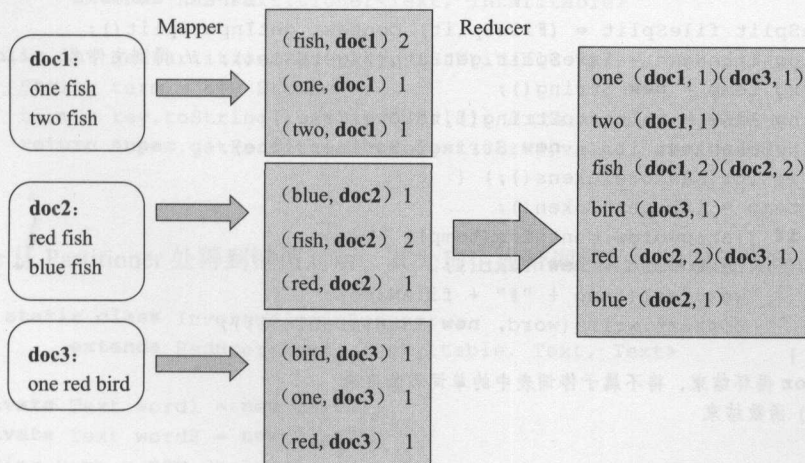 Mapper
Reducer
doc1:
one fish
two fish
doc2:
red fish
blue fish
doc3:
one red bird
(fish, doc1) 2
(one, doc1) 1
(two, doc1) 1
(blue, doc2) 1
(fish, doc2) 2
(red, doc2) 1
(bird, doc3) 1
(one, doc3) 1
(red, doc3) 1
one (doc1, 1)(doc3, 1)
two (doc1, 1)
fish (doc1, 2)(doc2, 2)
bird (doc3, 1)
red (doc2, 2)(doc3, 1)
blue (doc2, 1)